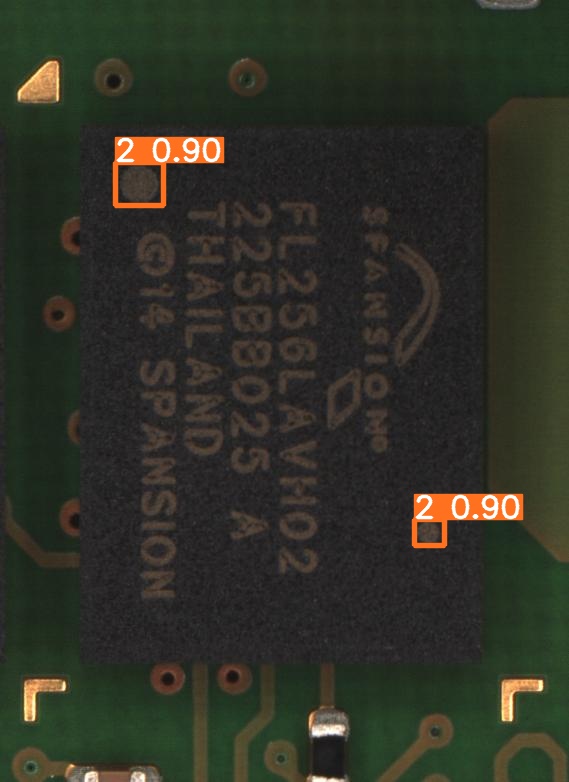 2 0.90
SPANSION
FL256LAVH02
225BB025 A
THAILAND
©14 SPANSION
2 0.90